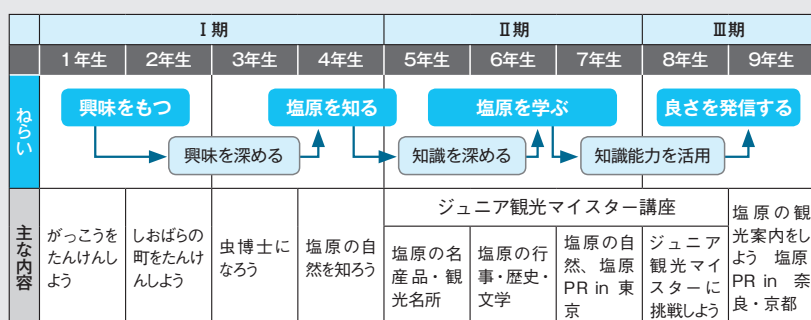 Ⅰ期 Ⅱ期 Ⅲ期
1年生 2年生 3年生 4年生 5年生 6年生 7年生 8年生 9年生
ねらい
興味をもつ 塩原を知る 塩原を学ぶ 良さを発信する
興味を深める 知識を深める 知識能力を活用
主な内容
がっこうを
たんけんし
よう
しおばらの
町をたんけ
んしよう
虫博士に
なろう
塩原の自
然を知ろう
ジュニア観光マイスター講座
塩原の名
産品・観
光名所
塩原の行
事・歴史・
文学
塩原の自
然、塩原
PR in 東
京
ジュニア
観光マイ
スターに
挑戦しよう
塩原の観
光案内をし
よう 塩原
PR in 奈
良・京都